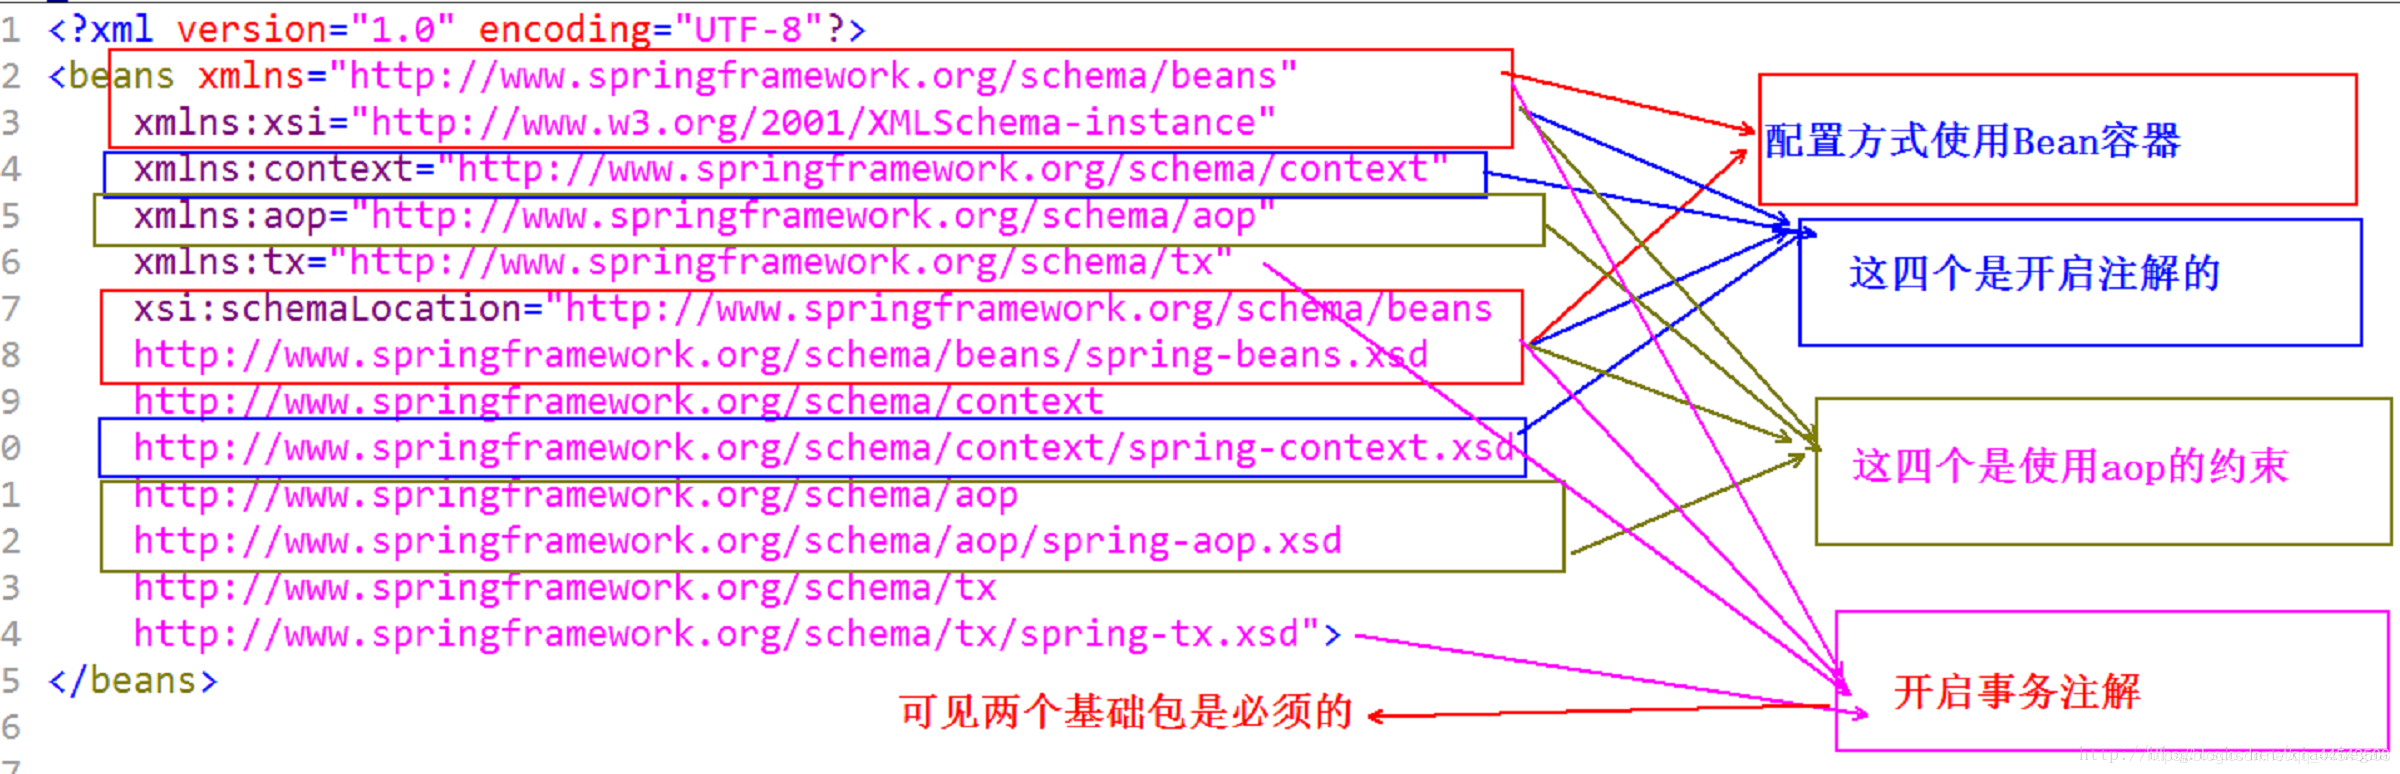 1 <?xml version="1.0" encoding="UTF-8"?>
2 <beans xmlns="http://www.springframework.org/schema/beans"
3 xmlns:xsi="http://www.w3.org/2001/XMLSchema-instance"
配置方式使用Bean容器
4 xmlns:context="http://www.springframework.org/schema/context"
5 xmlns:aop="http://www.springframework.org/schema/aop"
6 xmlns:tx="http://www.springframework.org/schema/tx"
这四个是开启注解的
7 xsi:schemaLocation="http://www.springframework.org/schema/beans
8 http://www.springframework.org/schema/beans/spring-beans.xsd
9 http://www.springframework.org/schema/context
0 http://www.springframework.org/schema/context/spring-context.xsd
这四个是使用aop的约束
1 http://www.springframework.org/schema/aop
2 http://www.springframework.org/schema/aop/spring-aop.xsd
3 http://www.springframework.org/schema/tx
4 http://www.springframework.org/schema/tx/spring-tx.xsd">
5 </beans>
开启事务注解
6 可见两个基础包是必须的
7